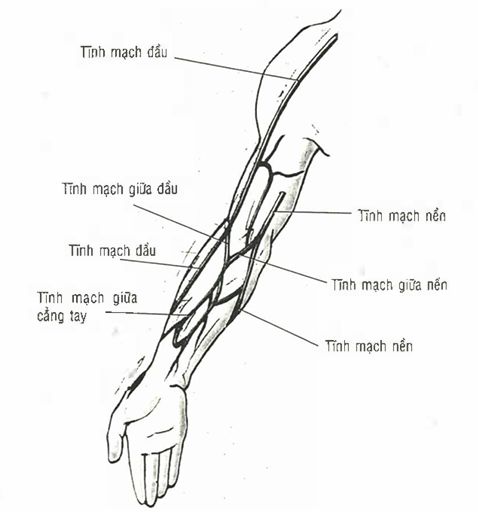 Tĩnh mạch đầu
Tĩnh mạch giữa đầu
Tĩnh mạch nền
Tĩnh mạch đầu
Tĩnh mạch giữa nền
Tĩnh mạch giữa
cẳng tay
Tĩnh mạch nền